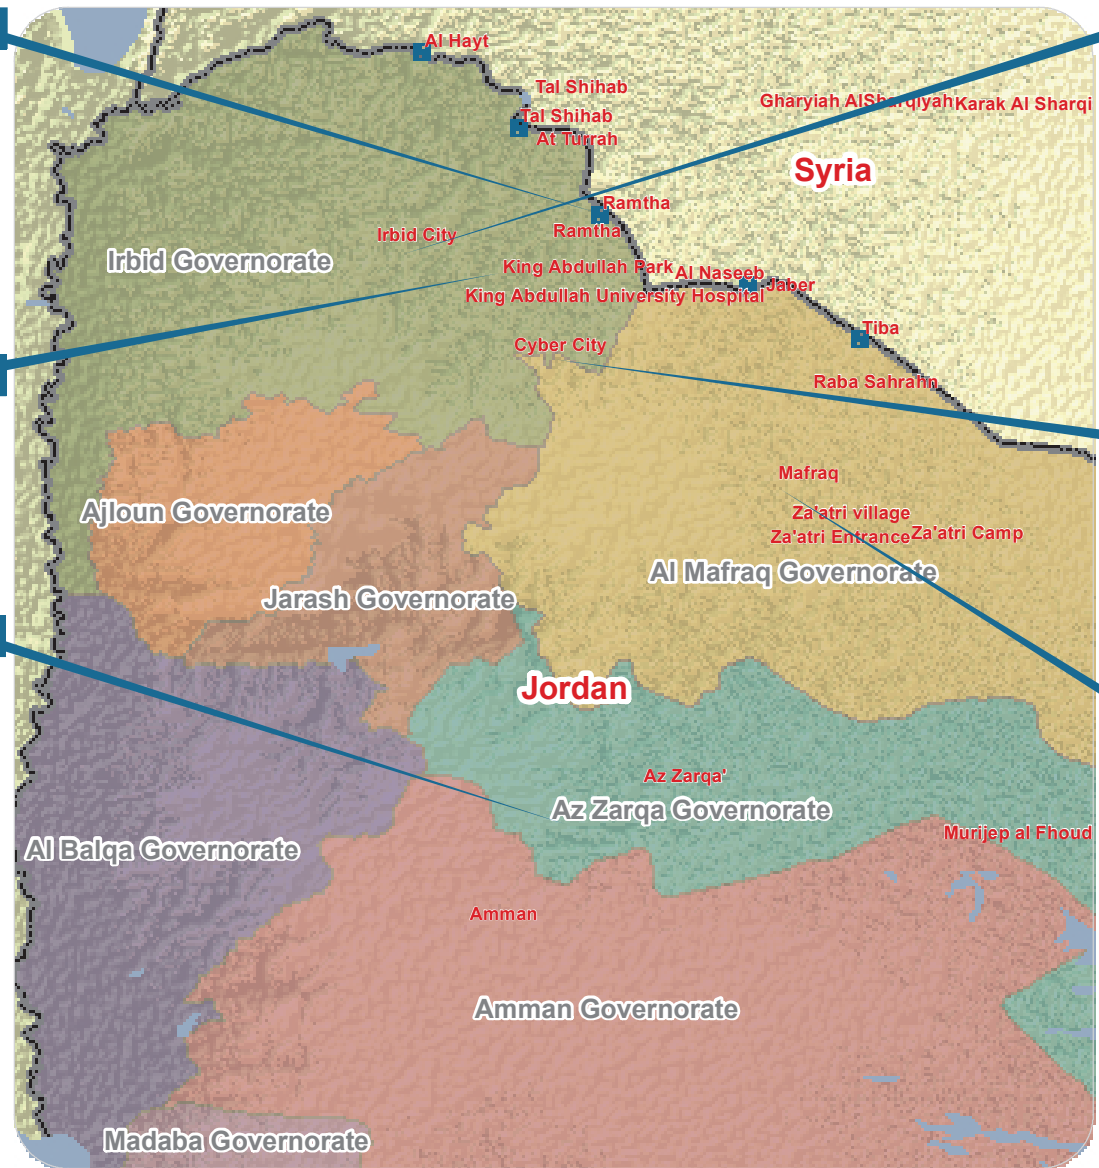 Al Hayt
Tal Shihab
Gharyiah AlSharqiyah
Karak Al Sharqi
Tal Shihab
At Turrah
Syria
Ramtha
Ramtha
Irbid City
Irbid Governorate
King Abdullah Park
Al Naseeb
Jaber
King Abdullah University Hospital
Tiba
Cyber City
Raba Sahrahn
Mafraq
Ajloun Governorate
Za'atri village
Za'atri Entrance
Za'atri Camp
Al Mafraq Governorate
Jarash Governorate
Jordan
Az Zarqa'
Az Zarqa Governorate
Murijep al Fhoud
Al Balqa Governorate
Amman
Amman Governorate
Madaba Governorate